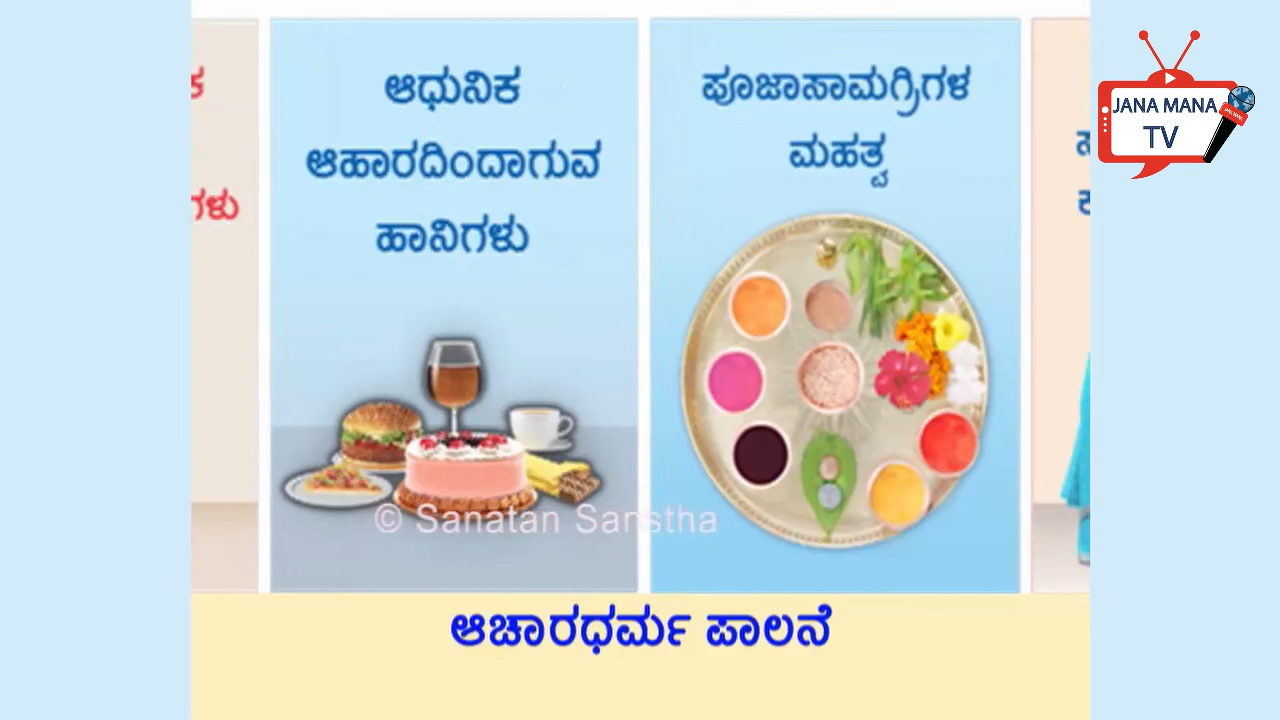 ಆಧುನಿಕ
ಆಹಾರದಿಂದಾಗುವ
ಹಾನಿಗಳು
ಪೂಜಾಸಾಮಗ್ರಿಗಳ
ಮಹತ್ವ
JANA MANA
TV
© Sanatan Sanstha
ಆಚಾರಧರ್ಮ ಪಾಲನೆ